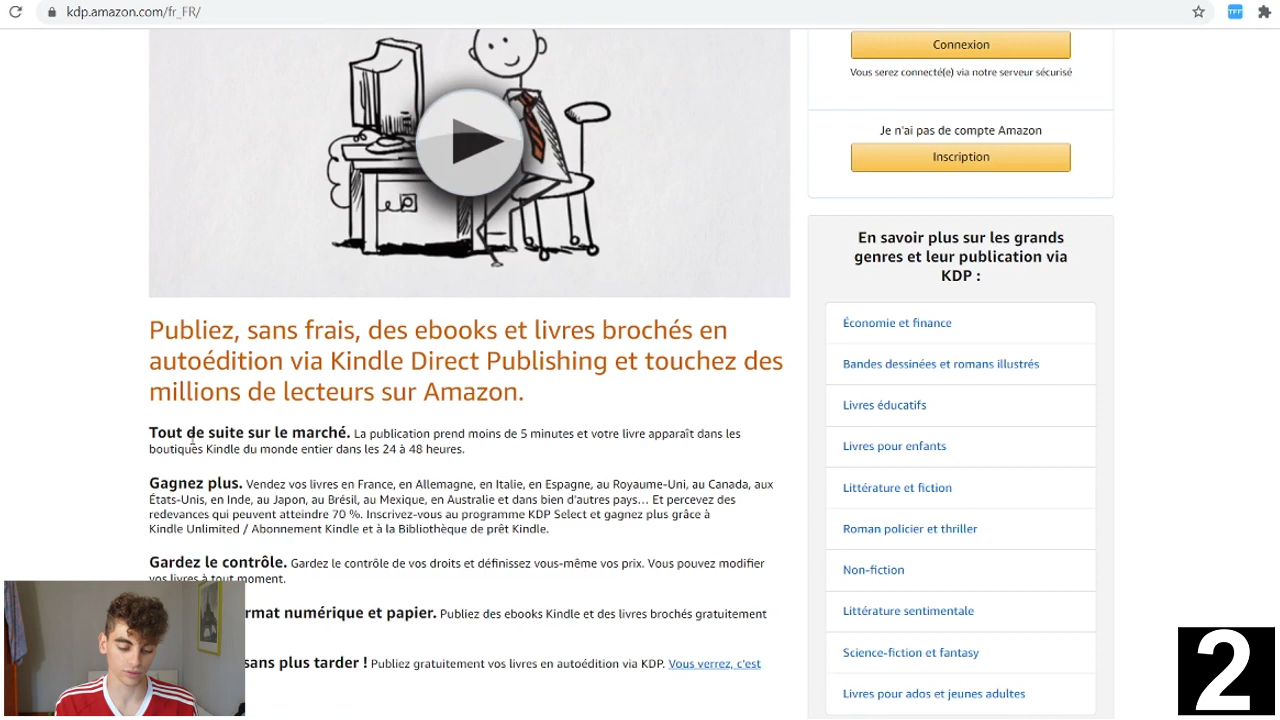 kdp.amazon.com/fr_FR/
TFF
Connexion
Vous serez connecté(e) via notre serveur sécurisé
Je n'ai pas de compte Amazon
Inscription
Publiez, sans frais, des ebooks et livres brochés en
autoédition via Kindle Direct Publishing et touchez des
millions de lecteurs sur Amazon.
Tout de suite sur le marché. La publication prend moins de 5 minutes et votre livre apparaît dans les
boutiques Kindle du monde entier dans les 24 à 48 heures.
Gagnez plus. Vendez vos livres en France, en Allemagne, en Italie, en Espagne, au Royaume-Uni, au Canada, aux
États-Unis, en Inde, au Japon, au Brésil, au Mexique, en Australie et dans bien d'autres pays... Et percevez des
redevances qui peuvent atteindre 70 %. Inscrivez-vous au programme KDP Select et gagnez plus grâce à
Kindle Unlimited / Abonnement Kindle et à la Bibliothèque de prêt Kindle.
Gardez le contrôle. Gardez le contrôle de vos droits et définissez vous-même vos prix. Vous pouvez modifier
vos livres à tout moment.
rmat numérique et papier. Publiez des ebooks Kindle et des livres brochés gratuitement
sans plus tarder ! Publiez gratuitement vos livres en autoédition via KDP. Vous verrez, c'est
En savoir plus sur les grands
genres et leur publication via
KDP :
Économie et finance
Bandes dessinées et romans illustrés
Livres éducatifs
Livres pour enfants
Littérature et fiction
Roman policier et thriller
Non-fiction
Littérature sentimentale
Science-fiction et fantasy
Livres pour ados et jeunes adultes
2